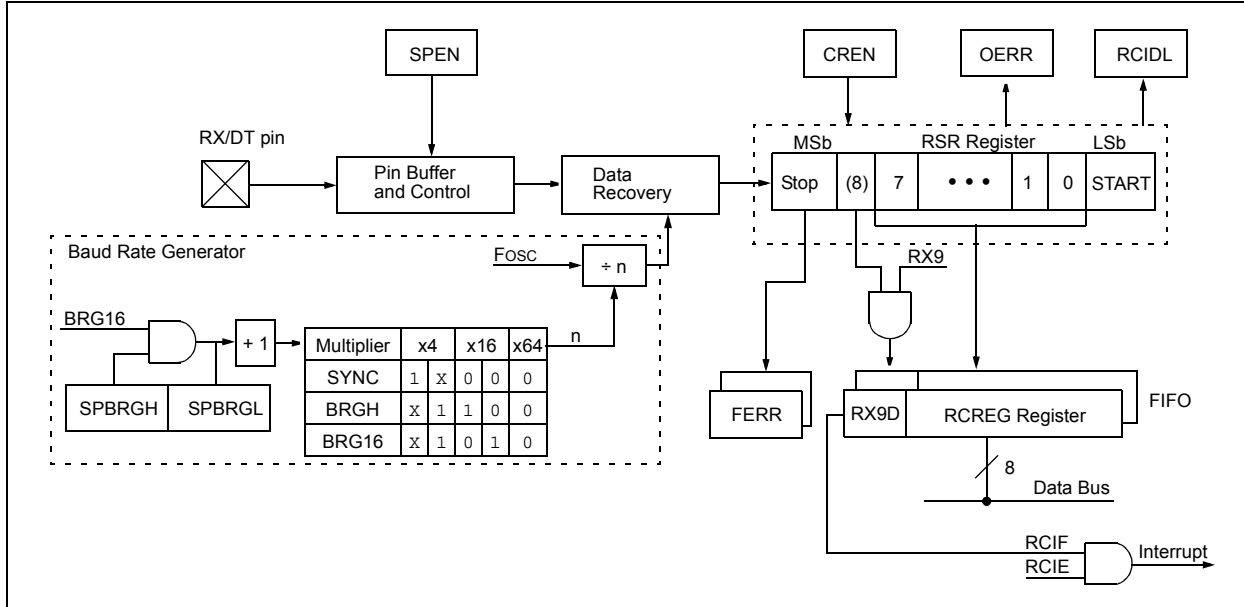 SPEN
CREN
OERR
RCIDL
RX/DT pin
Pin Buffer
and Control
Data
Recovery
MSb
RSR Register
LSb
Stop (8) 7 • • • 1 0 START
Baud Rate Generator
FOSC
÷ n
RX9
BRG16
+ 1
n
SPBRGH SPBRGL
Multiplier x4 x16 x64
SYNC 1 X 0 0 0
BRGH X 1 1 0 0
BRG16 X 1 0 1 0
FERR
RX9D RCREG Register
FIFO
8
Data Bus
RCIF
RCIE
Interrupt